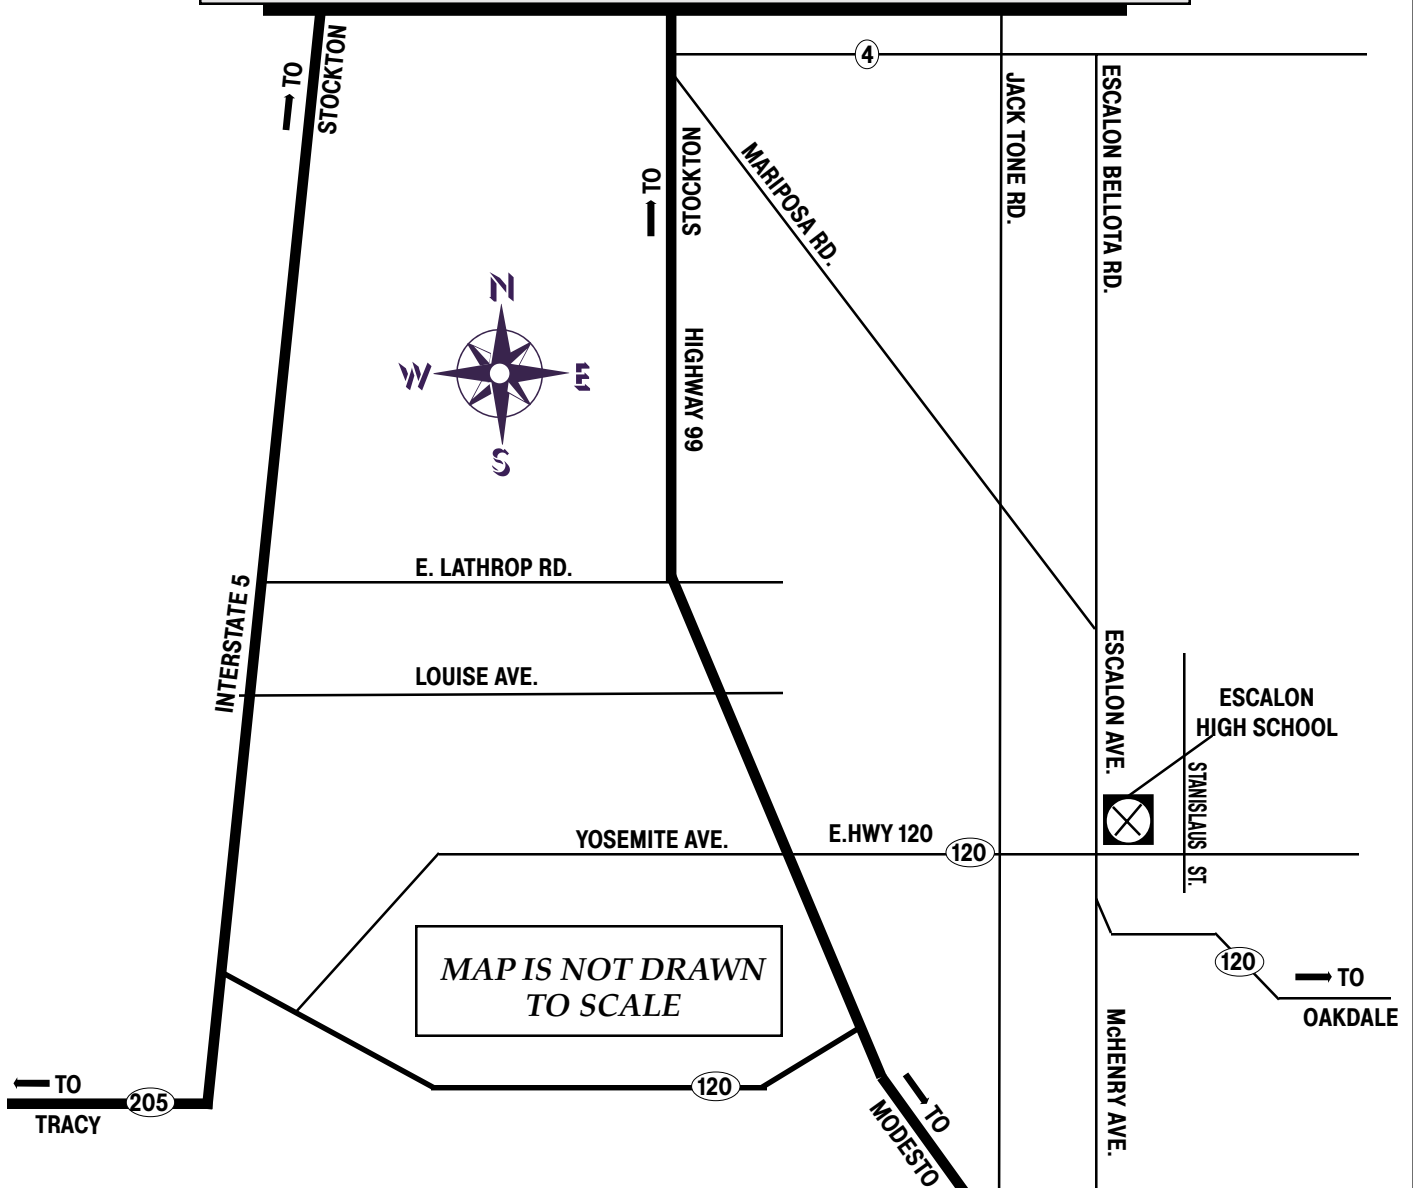 4
TO
STOCKTON
TO
STOCKTON
MARIPOSA RD.
JACK TONE RD.
ESCALON BELLOTA RD.
N
W
E
S
HIGHWAY 99
E. LATHROP RD.
INTERSTATE 5
LOUISE AVE.
ESCALON AVE.
ESCALON
HIGH SCHOOL
STANISLAUS ST.
YOSEMITE AVE.
E.HWY 120
120
MAP IS NOT DRAWN
TO SCALE
120
TO
OAKDALE
McHENRY AVE.
TO
205
TRACY
120
TO
MODESTO